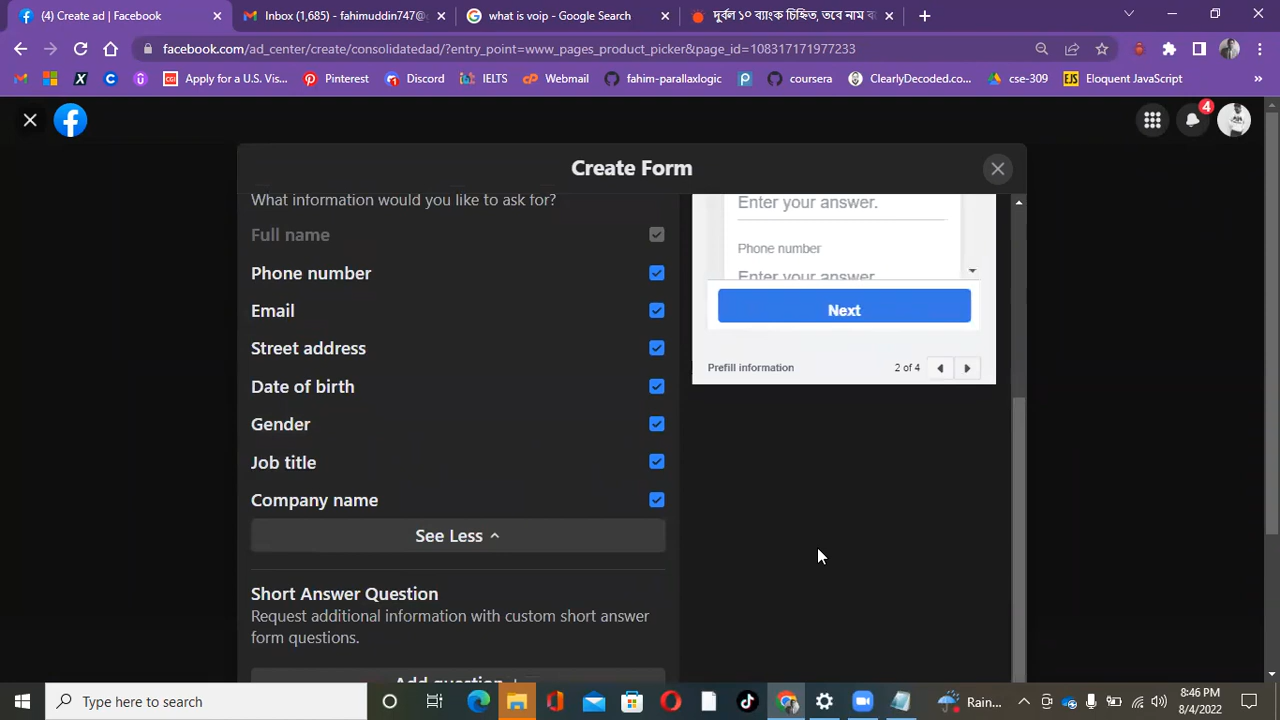 (4) Create ad | Facebook
Inbox (1,685) - fahimuddin747@g
what is voip - Google Search
দুর্বল ১০ ব্যাংক চিহ্নিত, তবে নাম বল
facebook.com/ad_center/create/consolidatedad/?entry_point=www_pages_product_picker&page_id=108317171977233
Apply for a U.S. Vis...
Pinterest
Discord
IELTS
Webmail
fahim-parallaxlogic
coursera
ClearlyDecoded.co...
cse-309
EJS
Eloquent JavaScript
4
Create Form
What information would you like to ask for?
Full name
Phone number
Email
Street address
Date of birth
Gender
Job title
Company name
See Less
Short Answer Question
Request additional information with custom short answer
form questions.
Add question +
Enter your answer.
Phone number
Enter your answer
Next
Prefill information
2 of 4
Type here to search
Rain...
8:46 PM
8/4/2022